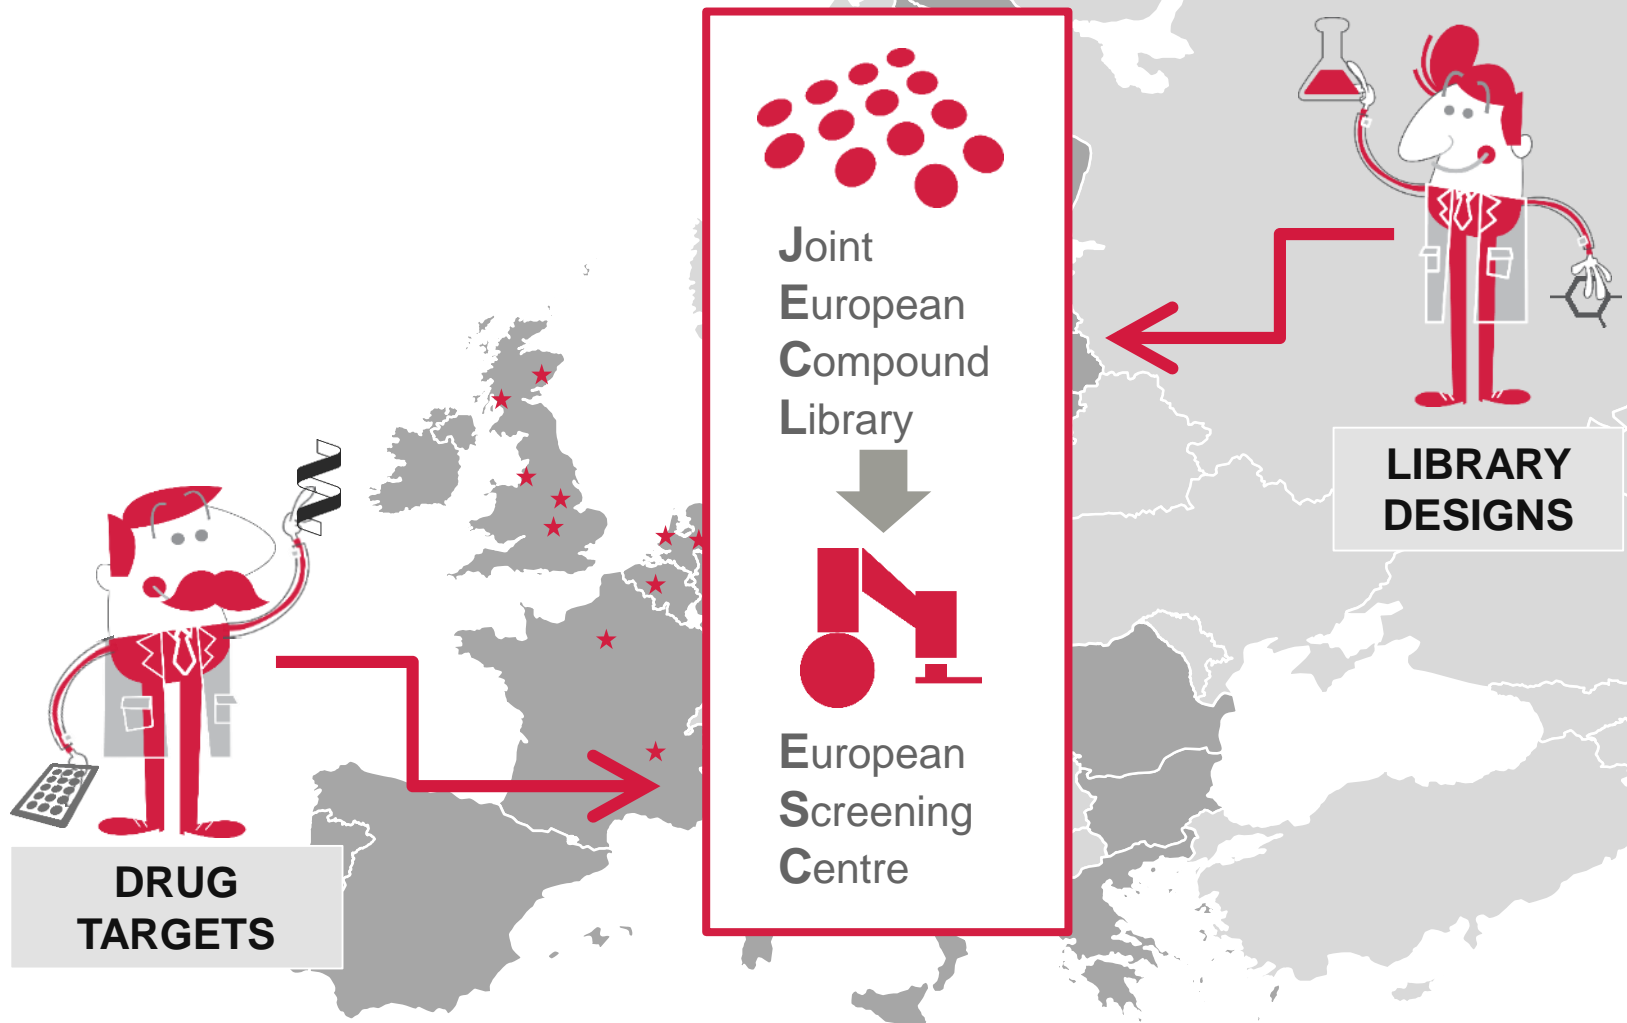 Joint
European
Compound
Library
European
Screening
Centre
LIBRARY
DESIGNS
DRUG
TARGETS